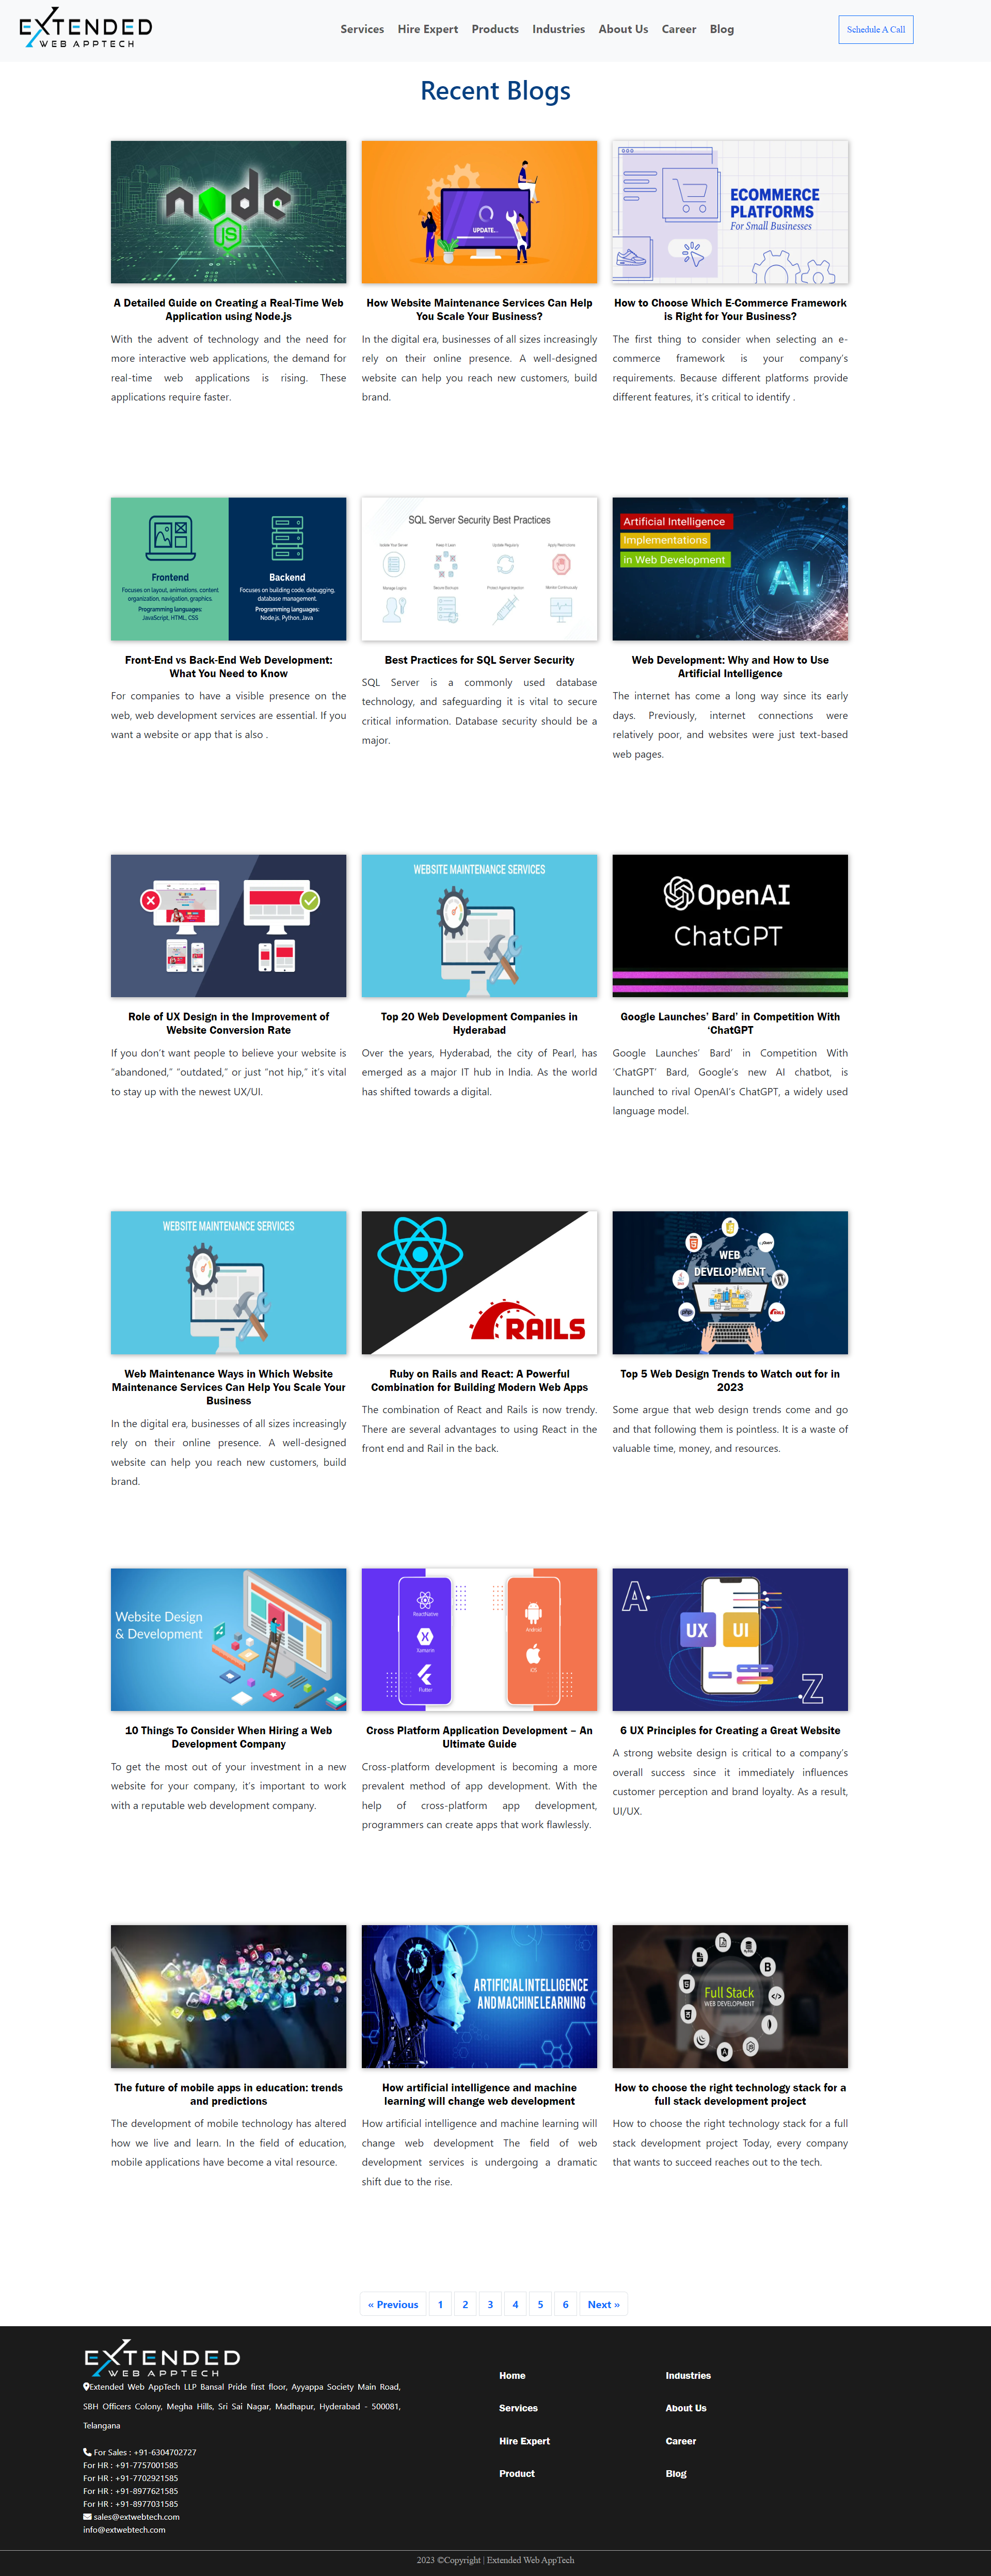 EXTENDED
WEB APPTECH
Services Hire Expert Products Industries About Us Career Blog
Schedule A Call
Recent Blogs
node
JS
UPDATE...
ECOMMERCE
PLATFORMS
For Small Businesses
A Detailed Guide on Creating a Real-Time Web
Application using Node.js
With the advent of technology and the need for
more interactive web applications, the demand for
real-time web applications is rising. These
applications require faster.
How Website Maintenance Services Can Help
You Scale Your Business?
In the digital era, businesses of all sizes increasingly
rely on their online presence. A well-designed
website can help you reach new customers, build
brand.
How to Choose Which E-Commerce Framework
is Right for Your Business?
The first thing to consider when selecting an e-
commerce framework is your company's
requirements. Because different platforms provide
different features, it's critical to identify .
Frontend
Focuses on layout, animations, content
organization, navigation, graphics.
Programming languages:
JavaScript, HTML, CSS
Backend
Focuses on building code, debugging,
database management.
Programming languages:
Node.js, Python, Java
SQL Server Security Best Practices
Artificial Intelligence
Implementations
in Web Development
AI
Front-End vs Back-End Web Development:
What You Need to Know
For companies to have a visible presence on the
web, web development services are essential. If you
want a website or app that is also .
Best Practices for SQL Server Security
SQL Server is a commonly used database
technology, and safeguarding it is vital to secure
critical information. Database security should be a
major.
Web Development: Why and How to Use
Artificial Intelligence
The internet has come a long way since its early
days. Previously, internet connections were
relatively poor, and websites were just text-based
web pages.
WEBSITE MAINTENANCE SERVICES
OpenAI
ChatGPT
Role of UX Design in the Improvement of
Website Conversion Rate
If you don't want people to believe your website is
“abandoned,” “outdated,” or just “not hip,” it's vital
to stay up with the newest UX/UI.
Top 20 Web Development Companies in
Hyderabad
Over the years, Hyderabad, the city of Pearl, has
emerged as a major IT hub in India. As the world
has shifted towards a digital.
Google Launches’ Bard’ in Competition With
‘ChatGPT
Google Launches’ Bard’ in Competition With
‘ChatGPT’ Bard, Google's new AI chatbot, is
launched to rival OpenAI's ChatGPT, a widely used
language model.
WEBSITE MAINTENANCE SERVICES
RAILS
WEB
DEVELOPMENT
Web Maintenance Ways in Which Website
Maintenance Services Can Help You Scale Your
Business
In the digital era, businesses of all sizes increasingly
rely on their online presence. A well-designed
website can help you reach new customers, build
brand.
Ruby on Rails and React: A Powerful
Combination for Building Modern Web Apps
The combination of React and Rails is now trendy.
There are several advantages to using React in the
front end and Rail in the back.
Top 5 Web Design Trends to Watch out for in
2023
Some argue that web design trends come and go
and that following them is pointless. It is a waste of
valuable time, money, and resources.
Website Design
& Development
ReactNative
Xamarin
Flutter
Android
iOS
A
UX UI
Z
10 Things To Consider When Hiring a Web
Development Company
To get the most out of your investment in a new
website for your company, it's important to work
with a reputable web development company.
Cross Platform Application Development – An
Ultimate Guide
Cross-platform development is becoming a more
prevalent method of app development. With the
help of cross-platform app development,
programmers can create apps that work flawlessly.
6 UX Principles for Creating a Great Website
A strong website design is critical to a company's
overall success since it immediately influences
customer perception and brand loyalty. As a result,
UI/UX.
ARTIFICIAL INTELLIGENCE
AND MACHINE LEARNING
Full Stack
WEB DEVELOPMENT
The future of mobile apps in education: trends
and predictions
The development of mobile technology has altered
how we live and learn. In the field of education,
mobile applications have become a vital resource.
How artificial intelligence and machine
learning will change web development
How artificial intelligence and machine learning will
change web development The field of web
development services is undergoing a dramatic
shift due to the rise.
How to choose the right technology stack for a
full stack development project
How to choose the right technology stack for a full
stack development project Today, every company
that wants to succeed reaches out to the tech.
« Previous 1 2 3 4 5 6 Next »
EXTENDED
WEB APPTECH
Extended Web AppTech LLP Bansal Pride first floor, Ayyappa Society Main Road,
SBH Officers Colony, Megha Hills, Sri Sai Nagar, Madhapur, Hyderabad - 500081,
Telangana
For Sales : +91-6304702727
For HR : +91-7757001585
For HR : +91-7702921585
For HR : +91-8977621585
For HR : +91-8977031585
sales@extwebtech.com
info@extwebtech.com
Home
Services
Hire Expert
Product
Industries
About Us
Career
Blog
2023 ©Copyright | Extended Web AppTech